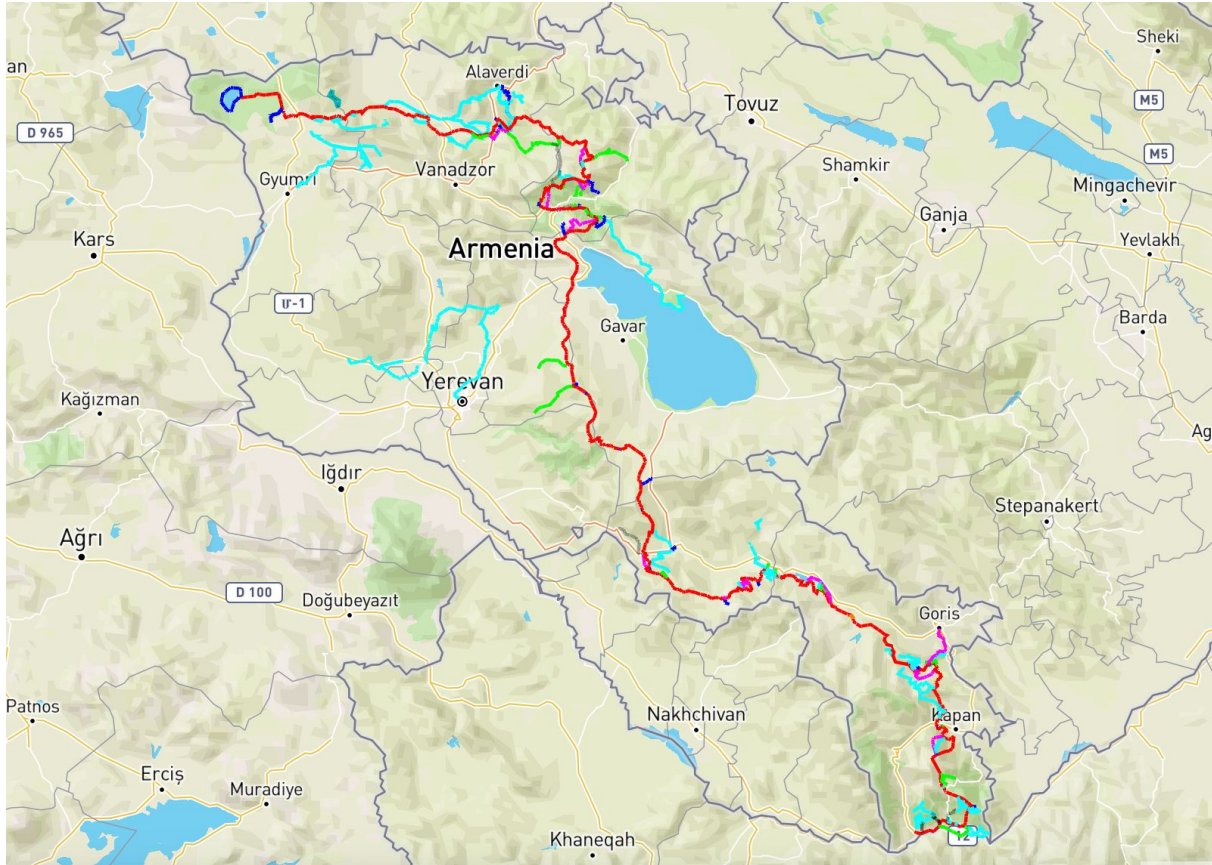 Sheki
an
Alaverdi
M5
Tovuz
D 965
M5
Vanadzor
Shamkir
Gyumri
Mingachevir
Ganja
Kars
Armenia
Yevlakh
Մ-1
Barda
Gavar
Yerevan
Kağızman
Ag
Iğdır
Stepanakert
Ağrı
D 100
Doğubeyazıt
Goris
Patnos
Nakhchivan
Kapan
Erciş
Muradiye
Khaneqah